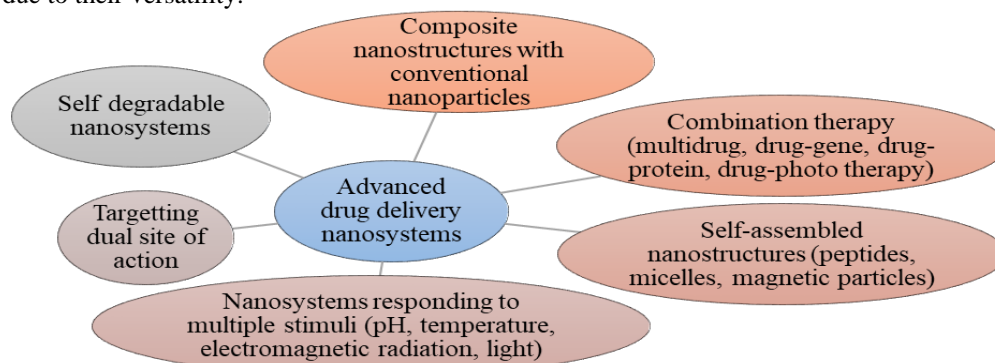 due to their versatility.
Composite
nanostructures with
conventional
nanoparticles
Self degradable
nanosystems
Combination therapy
(multidrug, drug-gene, drug-
protein, drug-photo therapy)
Advanced
drug delivery
nanosystems
Targetting
dual site of
action
Self-assembled
nanostructures (peptides,
micelles, magnetic particles)
Nanosystems responding to
multiple stimuli (pH, temperature,
electromagnetic radiation, light)